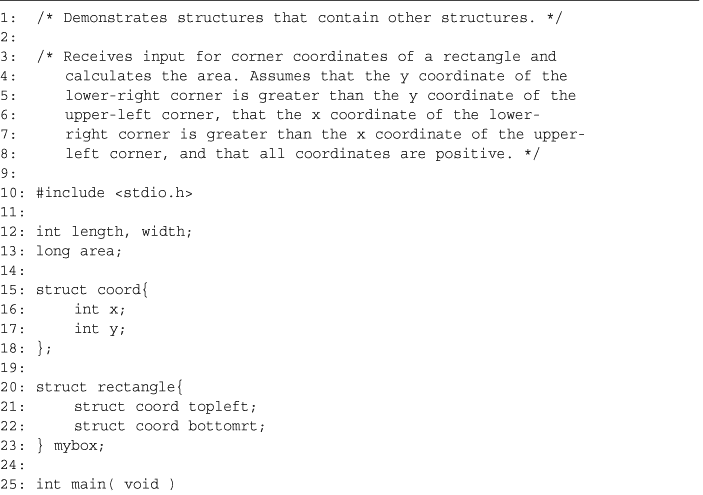 1: /* Demonstrates structures that contain other structures. */
2:
3: /* Receives input for corner coordinates of a rectangle and
4: calculates the area. Assumes that the y coordinate of the
5: lower-right corner is greater than the y coordinate of the
6: upper-left corner, that the x coordinate of the lower-
7: right corner is greater than the x coordinate of the upper-
8: left corner, and that all coordinates are positive. */
9:
10: #include <stdio.h>
11:
12: int length, width;
13: long area;
14:
15: struct coord{
16: int x;
17: int y;
18: };
19:
20: struct rectangle{
21: struct coord topleft;
22: struct coord bottomrt;
23: } mybox;
24:
25: int main( void )